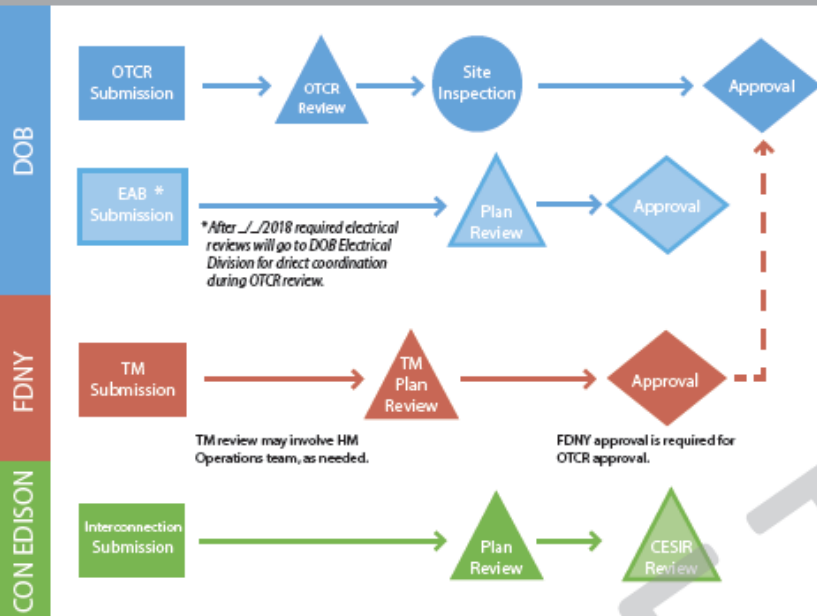 DOB
OTCR
Submission
OTCR
Review
Site
Inspection
Approval
EAB *
Submission
Plan
Review
Approval
*After _/_/2018 required electrical
reviews will go to DOB Electrical
Division for driect coordination
during OTCR review.
FDNY
TM
Submission
TM
Plan
Review
Approval
TM review may involve HM
Operations team, as needed.
FDNY approval is required for
OTCR approval.
CON EDISON
Interconnection
Submission
Plan
Review
CESIR
Review